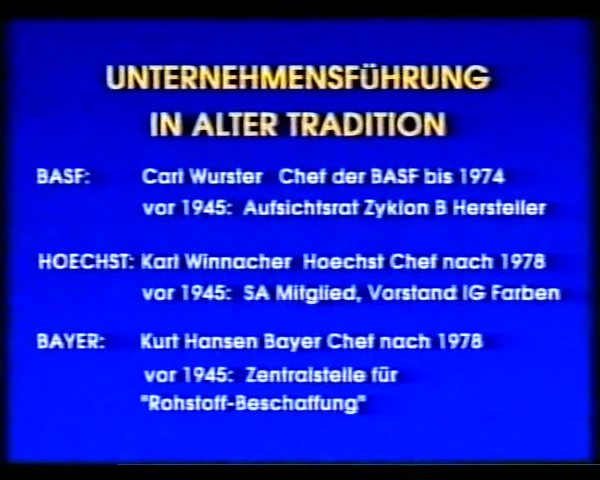 UNTERNEHMENSFÜHRUNG
IN ALTER TRADITION
BASF: Carl Wurster Chef der BASF bis 1974
vor 1945: Aufsichtsrat Zyklon B Hersteller
HOECHST: Karl Winnacher Hoechst Chef nach 1978
vor 1945: SA Mitglied, Vorstand IG Farben
BAYER: Kurt Hansen Bayer Chef nach 1978
vor 1945: Zentralstelle für
"Rohstoff-Beschaffung"